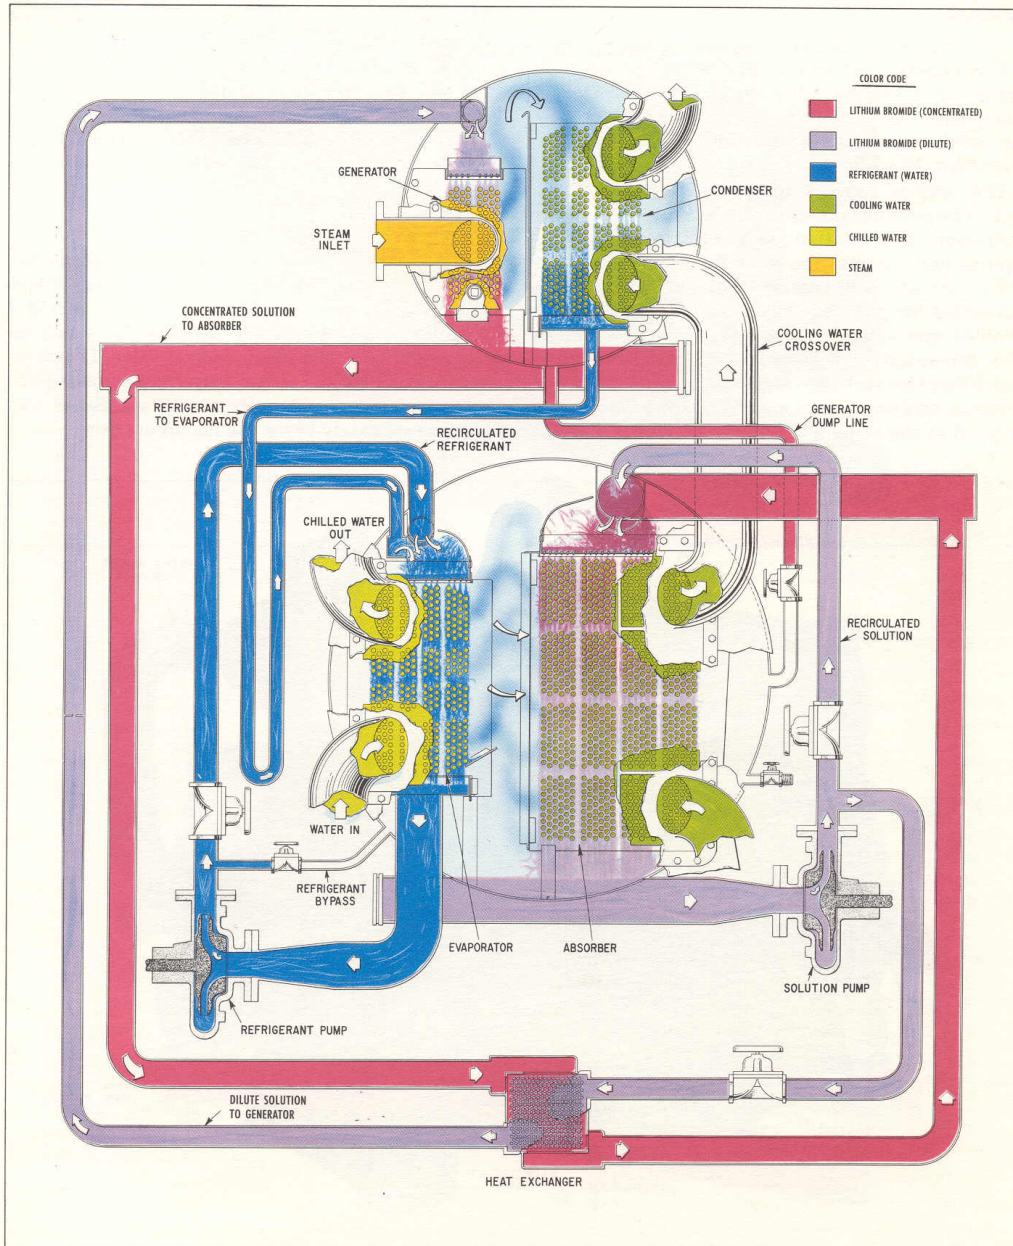 COLOR CODE
LITHIUM BROMIDE (CONCENTRATED)
LITHIUM BROMIDE (DILUTE)
REFRIGERANT (WATER)
COOLING WATER
CHILLED WATER
STEAM
GENERATOR
CONDENSER
STEAM
INLET
CONCENTRATED SOLUTION
TO ABSORBER
COOLING WATER
CROSSOVER
REFRIGERANT
TO EVAPORATOR
RECIRCULATED
REFRIGERANT
GENERATOR
DUMP LINE
CHILLED WATER
OUT
RECIRCULATED
SOLUTION
WATER IN
REFRIGERANT
BYPASS
EVAPORATOR
ABSORBER
SOLUTION PUMP
REFRIGERANT PUMP
DILUTE SOLUTION
TO GENERATOR
HEAT EXCHANGER